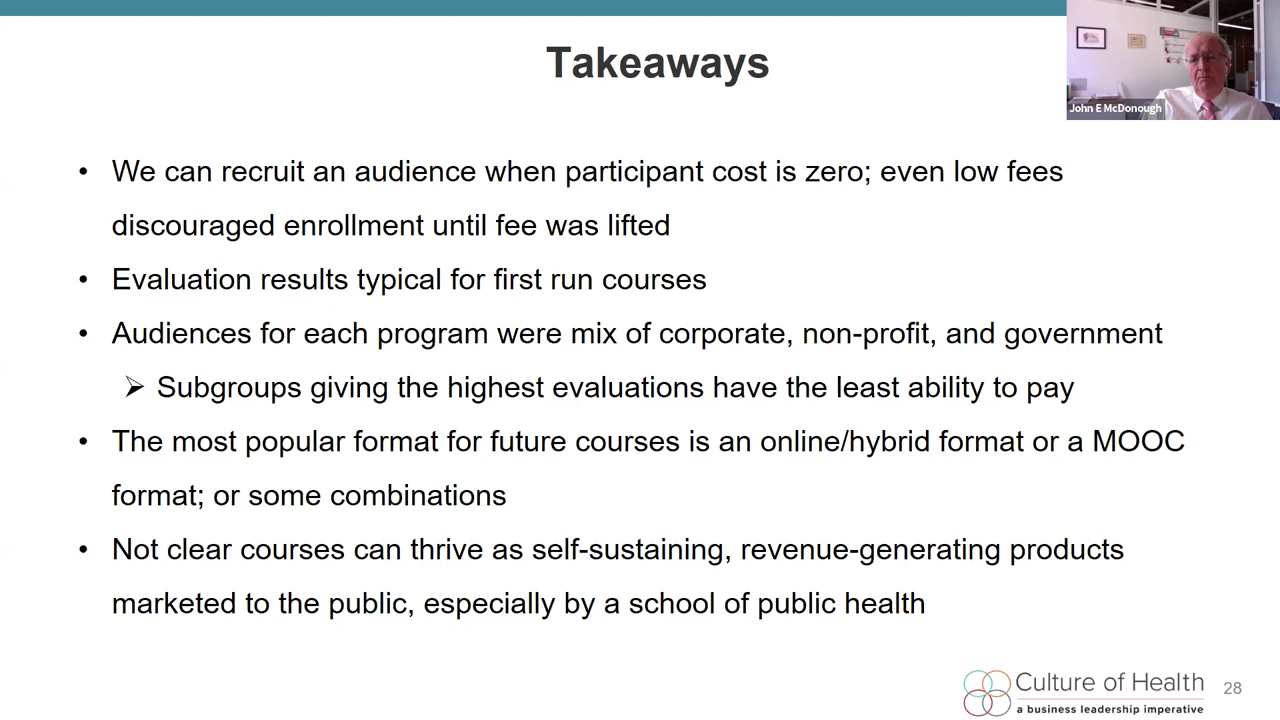 Takeaways
John E McDonough
• We can recruit an audience when participant cost is zero; even low fees
discouraged enrollment until fee was lifted
• Evaluation results typical for first run courses
• Audiences for each program were mix of corporate, non-profit, and government
➢ Subgroups giving the highest evaluations have the least ability to pay
• The most popular format for future courses is an online/hybrid format or a MOOC
format; or some combinations
• Not clear courses can thrive as self-sustaining, revenue-generating products
marketed to the public, especially by a school of public health
Culture of Health
a business leadership imperative
28